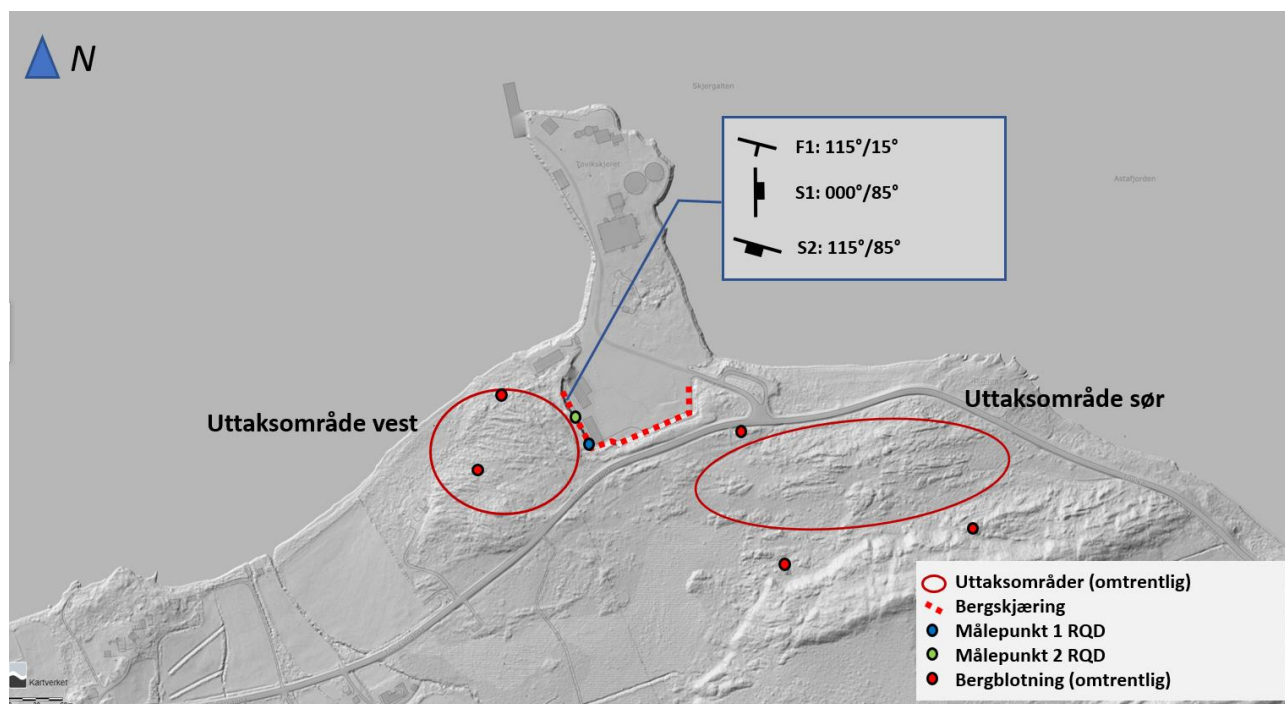 N
Skjergalten
Tovikskjeret
Astafjorden
F1: 115°/15°
S1: 000°/85°
S2: 115°/85°
Uttaksområde vest
Uttaksområde sør
Uttaksområder (omtrentlig)
Bergskjæring
Målepunkt 1 RQD
Målepunkt 2 RQD
Bergblotning (omtrentlig)
Kartverket